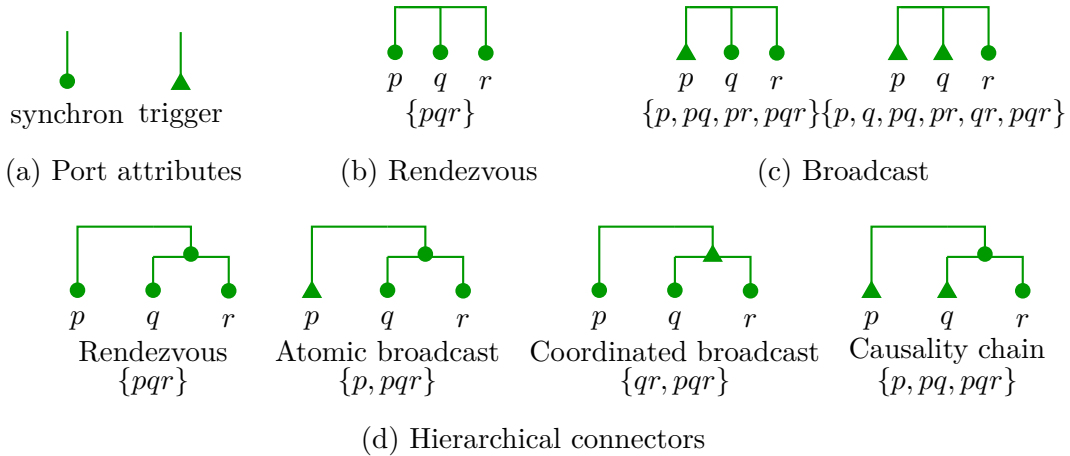 synchron trigger
(a) Port attributes
p q r
{pqr}
(b) Rendezvous
p q r
{p, pq, pr, pqr}
p q r
{p, q, pq, pr, qr, pqr}
(c) Broadcast
p q r
Rendezvous
{pqr}
p q r
Atomic broadcast
{p, pqr}
p q r
Coordinated broadcast
{qr, pqr}
p q r
Causality chain
{p, pq, pqr}
(d) Hierarchical connectors